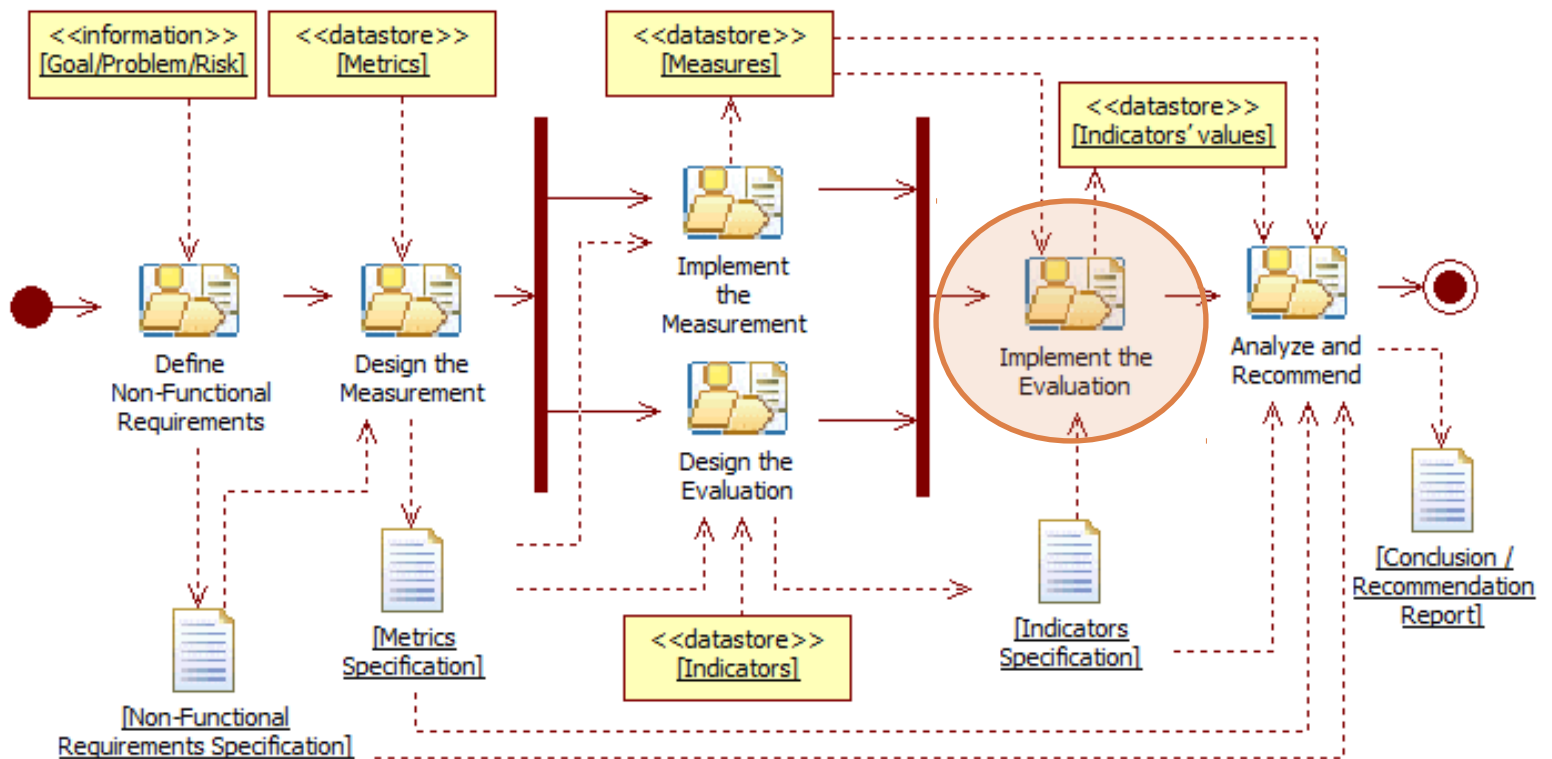 <<information>>
[Goal/Problem/Risk]
<<datastore>>
[Metrics]
<<datastore>>
[Measures]
<<datastore>>
[Indicators’ values]
Define
Non-Functional
Requirements
Design the
Measurement
Implement
the
Measurement
Design the
Evaluation
Implement the
Evaluation
Analyze and
Recommend
[Non-Functional
Requirements Specification]
[Metrics
Specification]
<<datastore>>
[Indicators]
[Indicators
Specification]
[Conclusion /
Recommendation
Report]